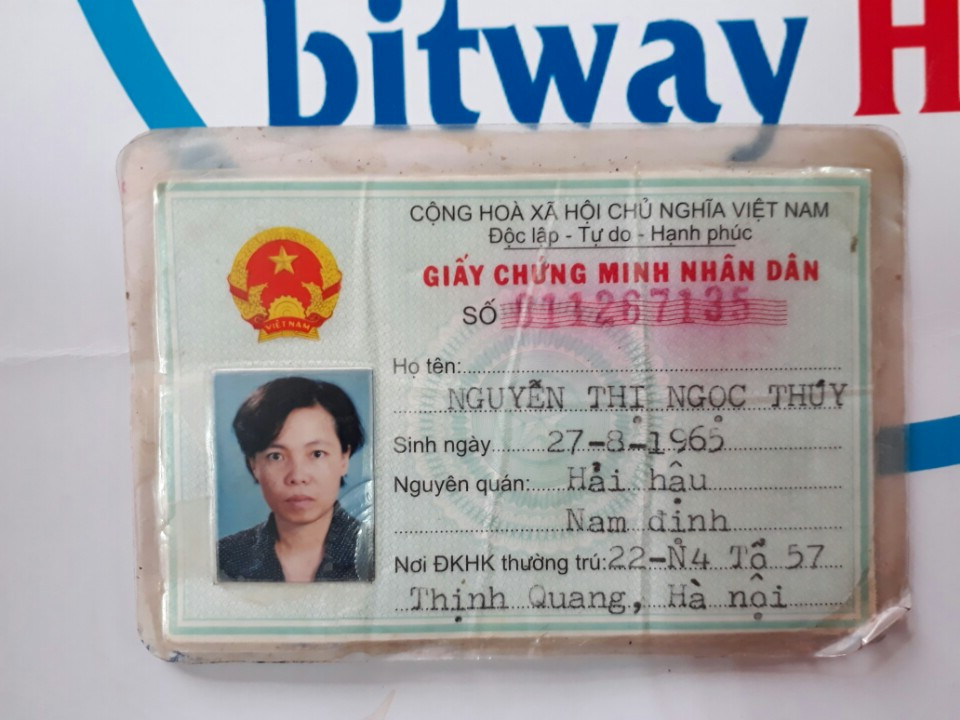 bitway H
CỘNG HOÀ XÃ HỘI CHỦ NGHĨA VIỆT NAM
Độc lập - Tự do - Hạnh phúc
GIẤY CHỨNG MINH NHÂN DÂN
SỐ 011267135
VIỆT NAM
Họ tên:
NGUYỄN THỊ NGỌC THÚY
Sinh ngày 27-8-1965
Nguyên quán: Hải hậu
Nam định
Nơi ĐKHK thường trú: 22-N4 Tổ 57
Thịnh Quang, Hà nội